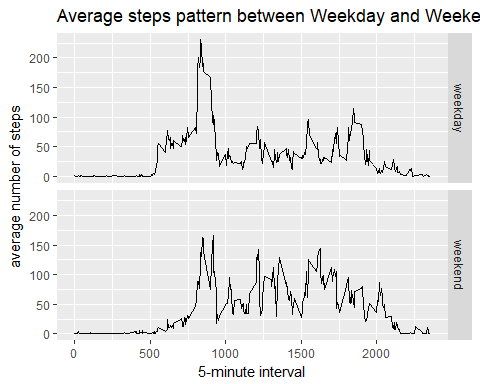 Average steps pattern between Weekday and Weeke
200
150
100
50
0
weekday
200
150
100
50
0
weekend
average number of steps
0 500 1000 1500 2000
5-minute interval